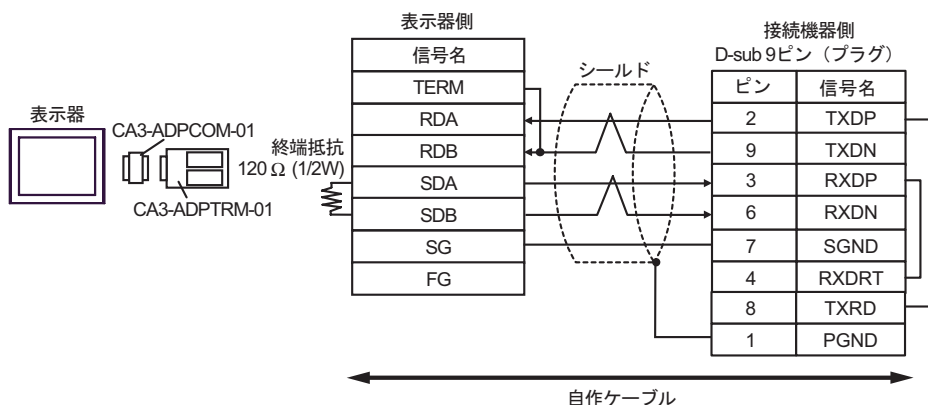 表示器
CA3-ADPCOM-01
CA3-ADPTRM-01
終端抵抗
120 Ω (1/2W)
表示器側
信号名
TERM
RDA
RDB
SDA
SDB
SG
FG
シールド
接続機器側
D-sub 9ピン（プラグ）
ピン 信号名
2 TXDP
9 TXDN
3 RXDP
6 RXDN
7 SGND
4 RXDRT
8 TXRD
1 PGND
自作ケーブル